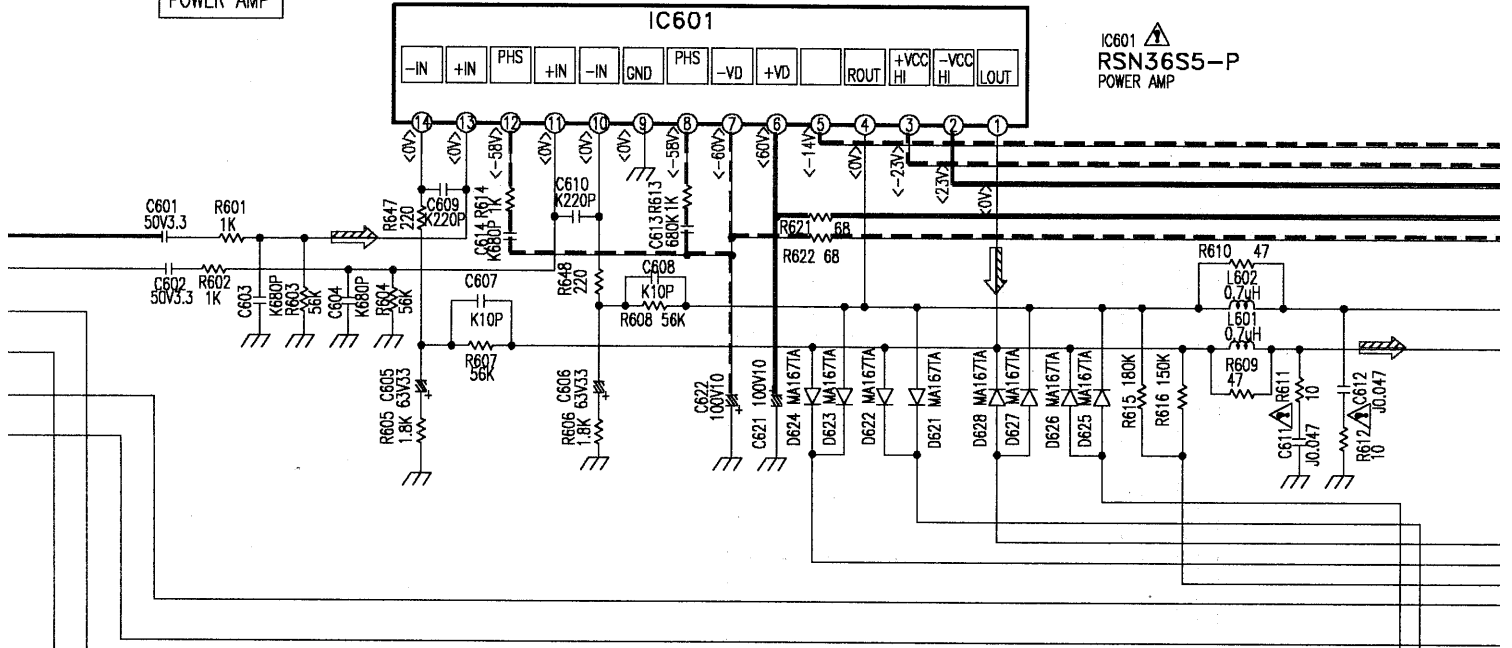 POWER AMP
IC601
-IN
+IN
PHS
+IN
-IN
GND
PHS
-VD
+VD
ROUT
+VCC HI
-VCC HI
LOUT
14
13
12
11
10
9
8
7
6
5
4
3
2
1
<0V>
<0V>
<-58V>
<0V>
<0V>
<0V>
<-58V>
<-60V>
<60V>
<-14V>
<0V>
<-23V>
<23V>
<0V>
IC601
RSN36S5-P
POWER AMP
C601
50V3.3
R601
1K
R647
220
C609
K220P
R614
1K
C614
K680P
C610
K220P
R613
1K
C613
680K
R621
68
R622 68
C602
50V3.3
R602
1K
C603
K680P
R603
56K
C604
K680P
R604
56K
C607
K10P
R607
56K
R648
220
C608
K10P
R608 56K
R610 47
L602
0.7uH
L601
0.7uH
R609
47
C605
63V33
R605
1.8K
C606
63V33
R606
1.8K
C622
100V10
+
C621 100V10
+
D624 MA167TA
D623 MA167TA
D622 MA167TA
D621 MA167TA
D628 MA167TA
D627 MA167TA
D626 MA167TA
D625 MA167TA
R615 180K
R616 150K
R611
10
C611
J0.047
C612
J0.047
R612
10